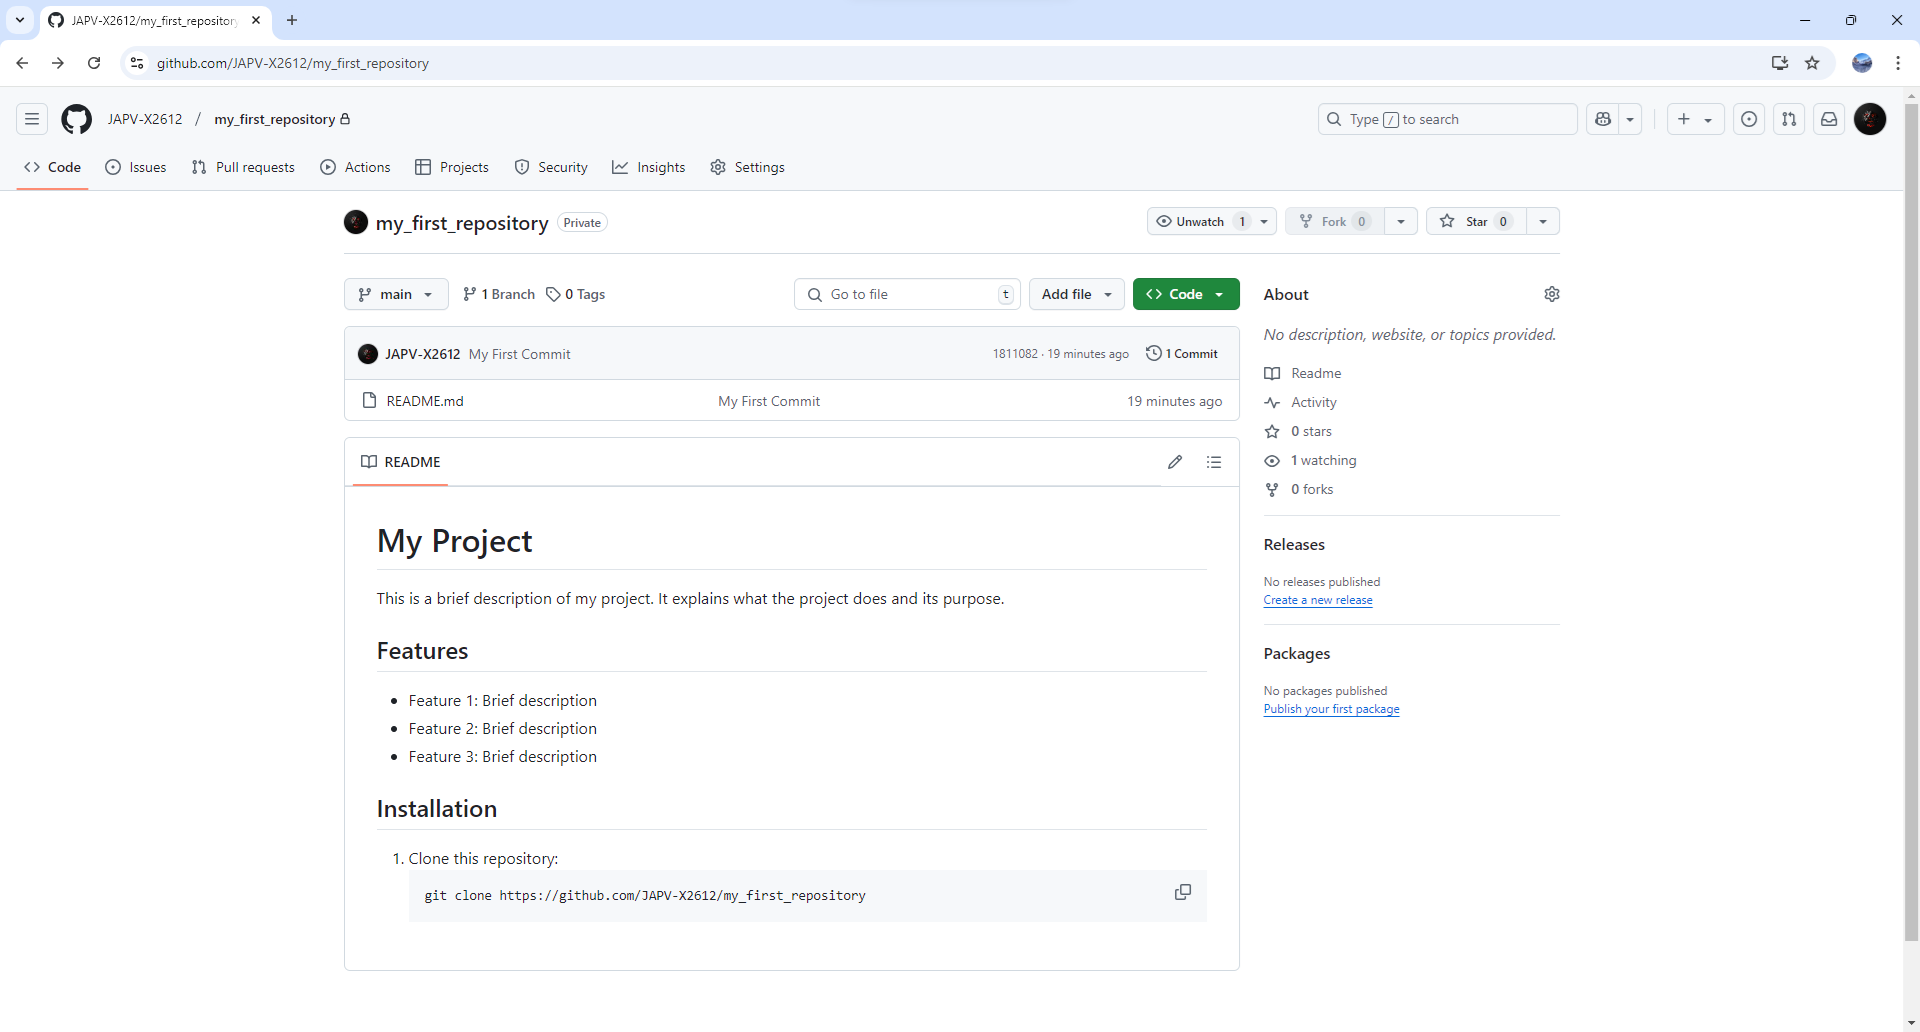 JAPV-X2612/my_first_repository
github.com/JAPV-X2612/my_first_repository
JAPV-X2612 / my_first_repository
Type / to search
Code Issues Pull requests Actions Projects Security Insights Settings
my_first_repository Private
Unwatch 1 Fork 0 Star 0
main 1 Branch 0 Tags Go to file t Add file Code
JAPV-X2612 My First Commit 1811082 · 19 minutes ago 1 Commit
README.md My First Commit 19 minutes ago
README
My Project
This is a brief description of my project. It explains what the project does and its purpose.
Features
• Feature 1: Brief description
• Feature 2: Brief description
• Feature 3: Brief description
Installation
1. Clone this repository:
git clone https://github.com/JAPV-X2612/my_first_repository
About
No description, website, or topics provided.
Readme
Activity
0 stars
1 watching
0 forks
Releases
No releases published
Create a new release
Packages
No packages published
Publish your first package